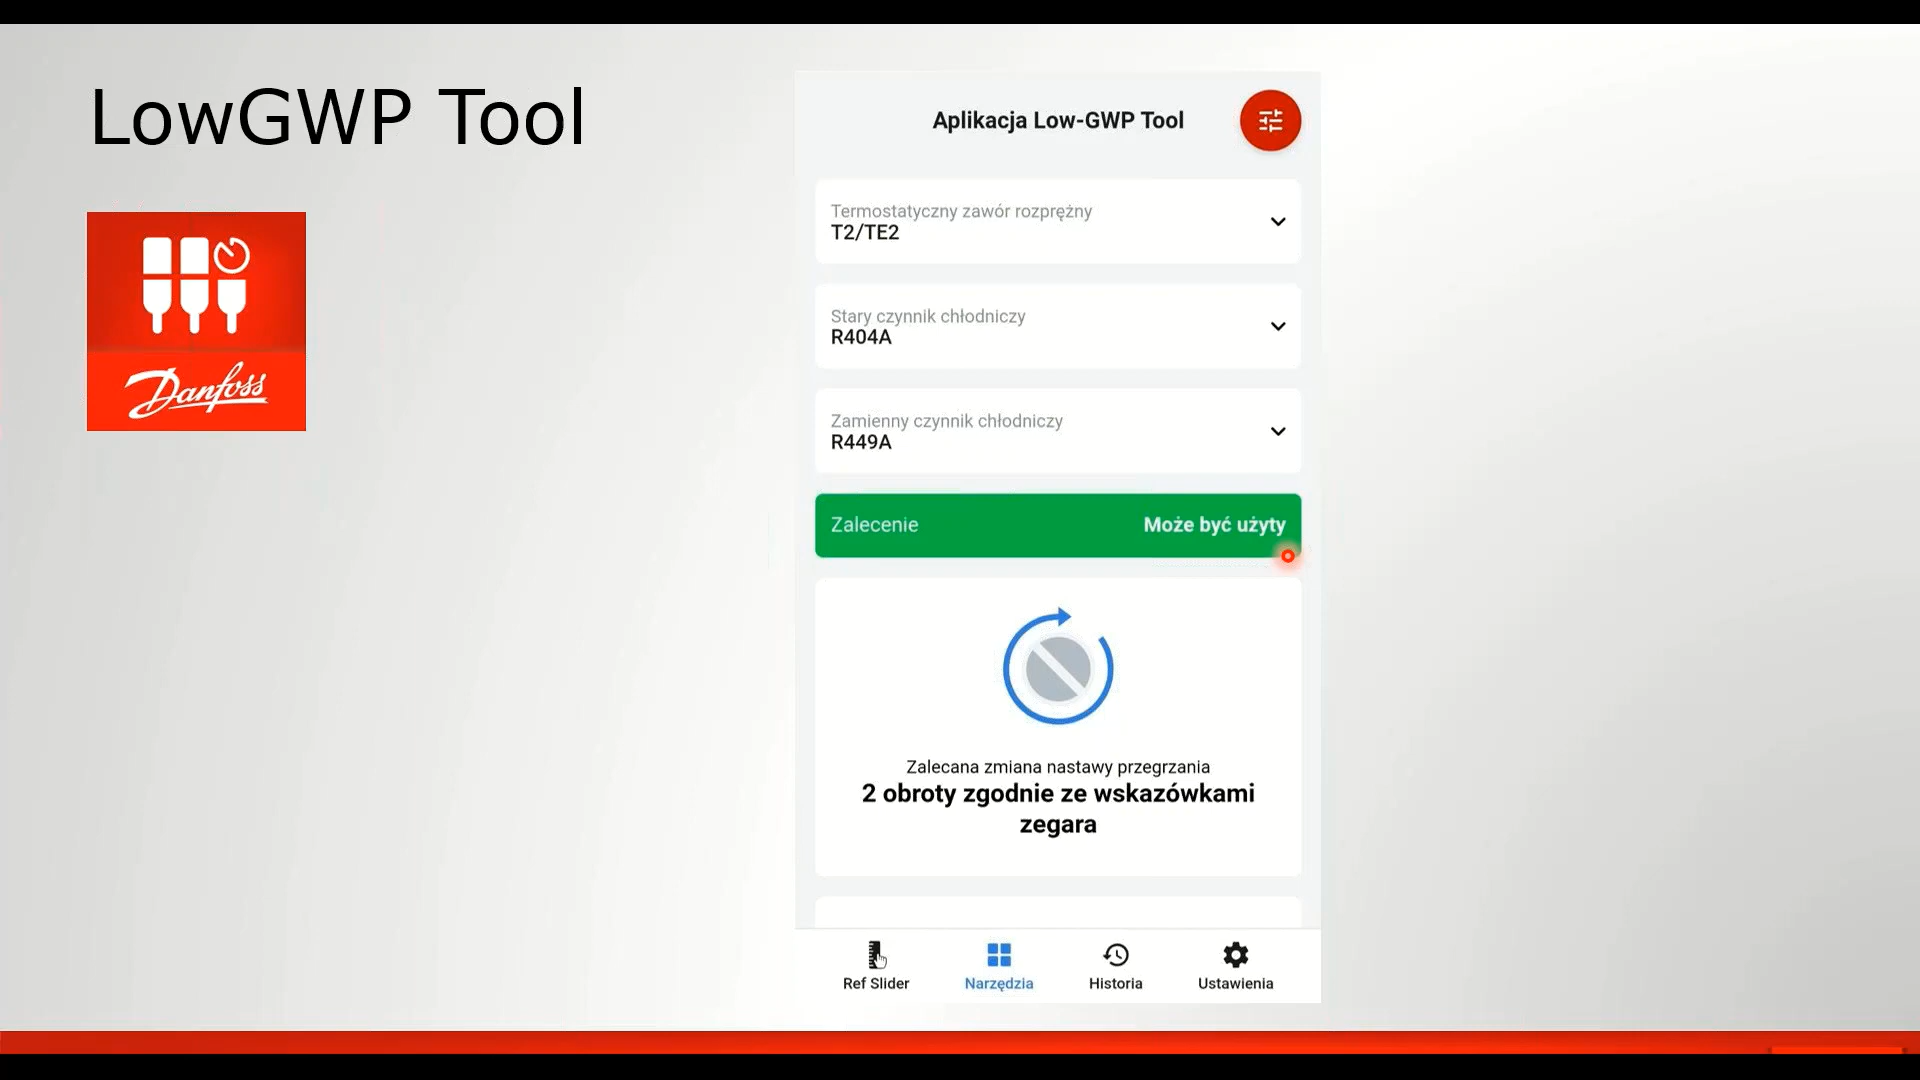 LowGWP Tool
Danfoss
Aplikacja Low-GWP Tool
Termostatyczny zawór rozprężny
T2/TE2
Stary czynnik chłodniczy
R404A
Zamienny czynnik chłodniczy
R449A
Zalecenie Może być użyty
Zalecana zmiana nastawy przegrzania
2 obroty zgodnie ze wskazówkami
zegara
Ref Slider Narzędzia Historia Ustawienia